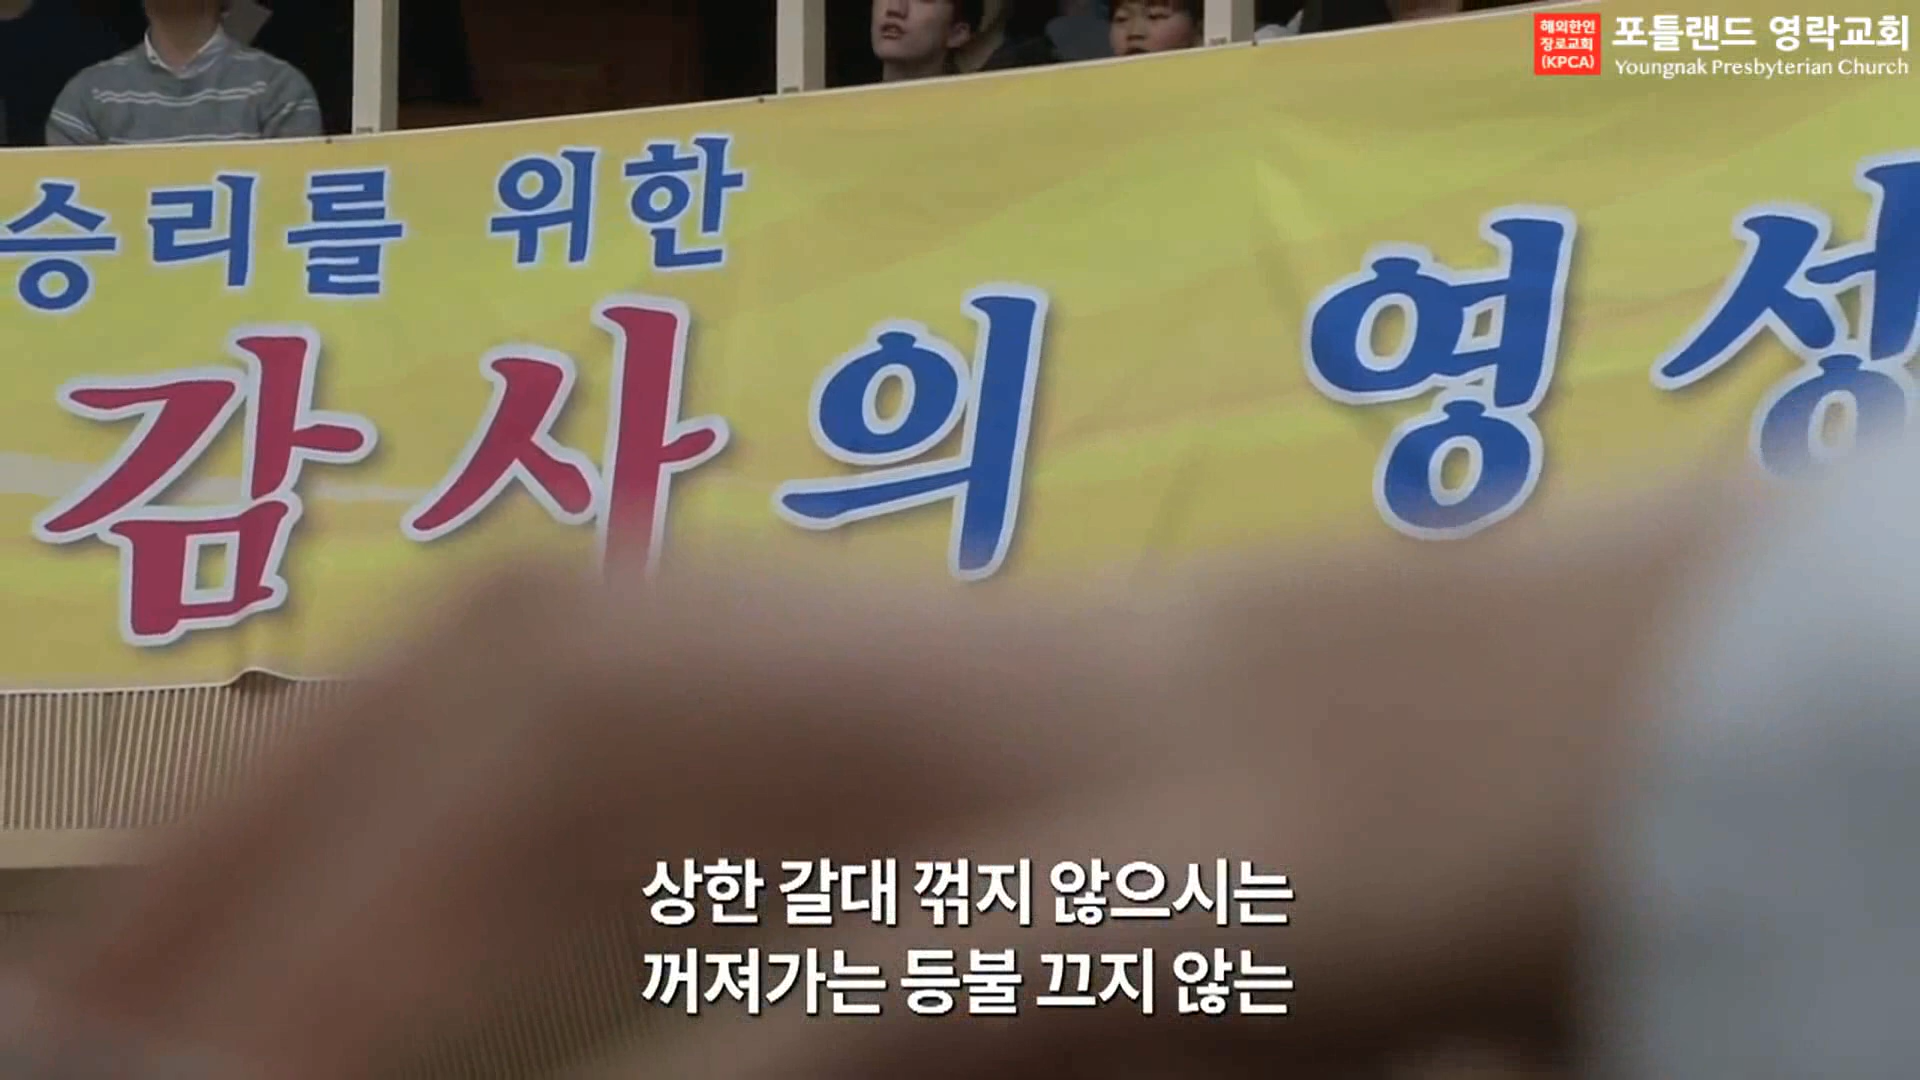 해외한인
장로교회
(KPCA)
포틀랜드 영락교회
Youngnak Presbyterian Church
승리를 위한
감사의 영성
상한 갈대 꺾지 않으시는
꺼져가는 등불 끄지 않는